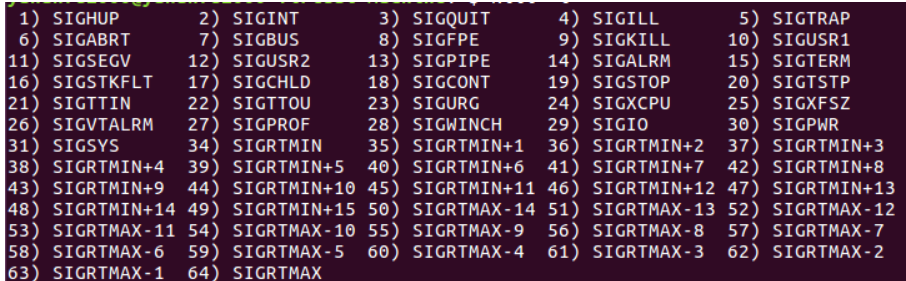 1) SIGHUP 2) SIGINT 3) SIGQUIT 4) SIGILL 5) SIGTRAP
6) SIGABRT 7) SIGBUS 8) SIGFPE 9) SIGKILL 10) SIGUSR1
11) SIGSEGV 12) SIGUSR2 13) SIGPIPE 14) SIGALRM 15) SIGTERM
16) SIGSTKFLT 17) SIGCHLD 18) SIGCONT 19) SIGSTOP 20) SIGTSTP
21) SIGTTIN 22) SIGTTOU 23) SIGURG 24) SIGXCPU 25) SIGXFSZ
26) SIGVTALRM 27) SIGPROF 28) SIGWINCH 29) SIGIO 30) SIGPWR
31) SIGSYS 34) SIGRTMIN 35) SIGRTMIN+1 36) SIGRTMIN+2 37) SIGRTMIN+3
38) SIGRTMIN+4 39) SIGRTMIN+5 40) SIGRTMIN+6 41) SIGRTMIN+7 42) SIGRTMIN+8
43) SIGRTMIN+9 44) SIGRTMIN+10 45) SIGRTMIN+11 46) SIGRTMIN+12 47) SIGRTMIN+13
48) SIGRTMIN+14 49) SIGRTMIN+15 50) SIGRTMAX-14 51) SIGRTMAX-13 52) SIGRTMAX-12
53) SIGRTMAX-11 54) SIGRTMAX-10 55) SIGRTMAX-9 56) SIGRTMAX-8 57) SIGRTMAX-7
58) SIGRTMAX-6 59) SIGRTMAX-5 60) SIGRTMAX-4 61) SIGRTMAX-3 62) SIGRTMAX-2
63) SIGRTMAX-1 64) SIGRTMAX